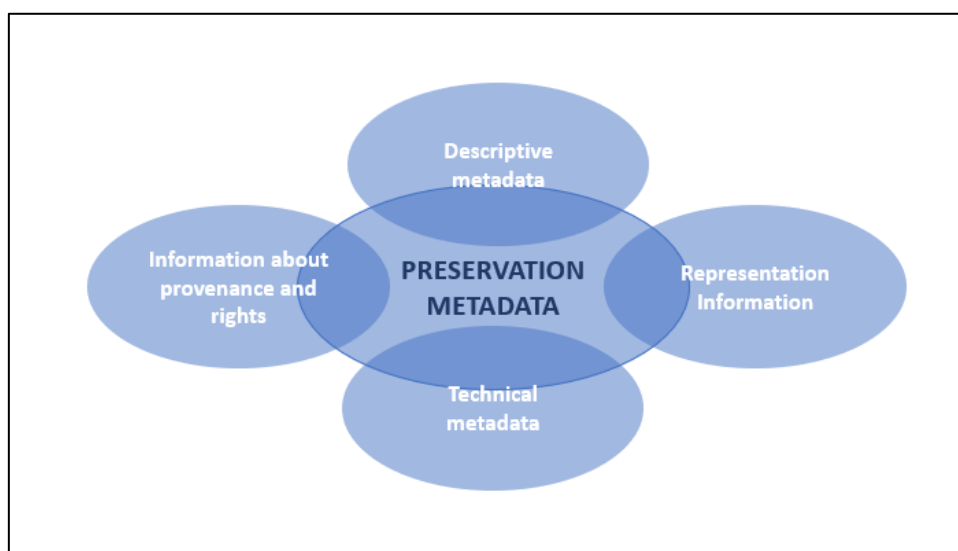 Descriptive
metadata
Information about
provenance and
rights
PRESERVATION
METADATA
Representation
Information
Technical
metadata